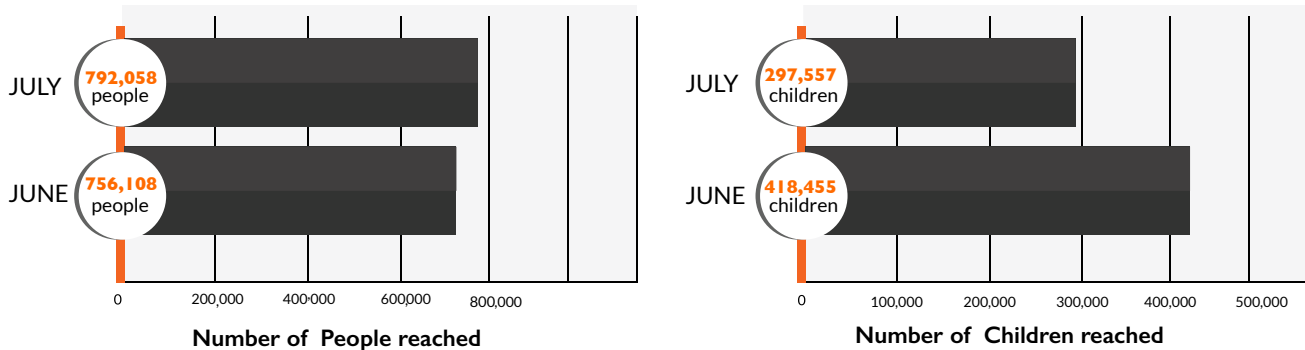 JULY
792,058
people
JUNE
756,108
people
0 200,000 400,000 600,000 800,000
Number of People reached
JULY
297,557
children
JUNE
418,455
children
0 100,000 200,000 300,000 400,000 500,000
Number of Children reached